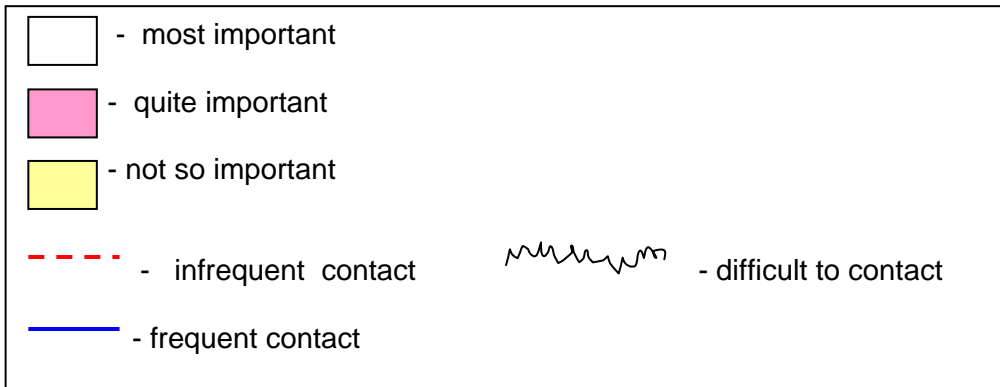 - most important
- quite important
- not so important
- infrequent contact
- difficult to contact
- frequent contact